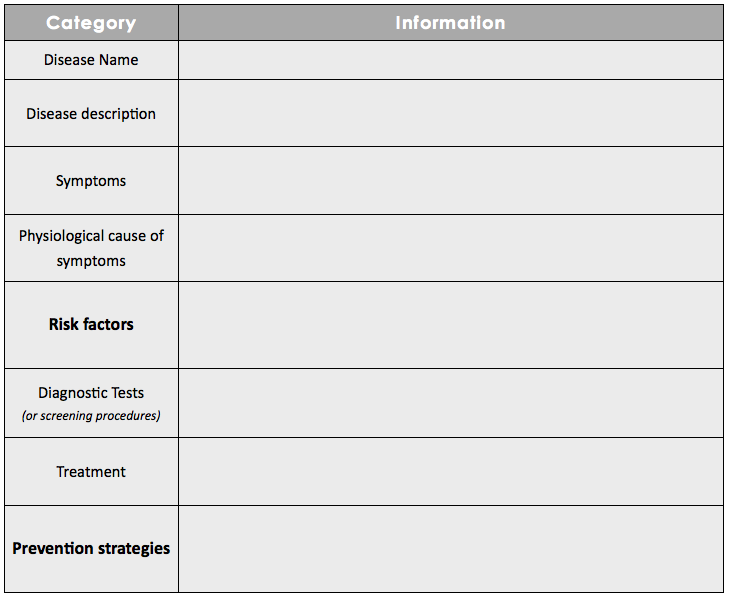 Category
Information
Disease Name
Disease description
Symptoms
Physiological cause of
symptoms
Risk factors
Diagnostic Tests
(or screening procedures)
Treatment
Prevention strategies